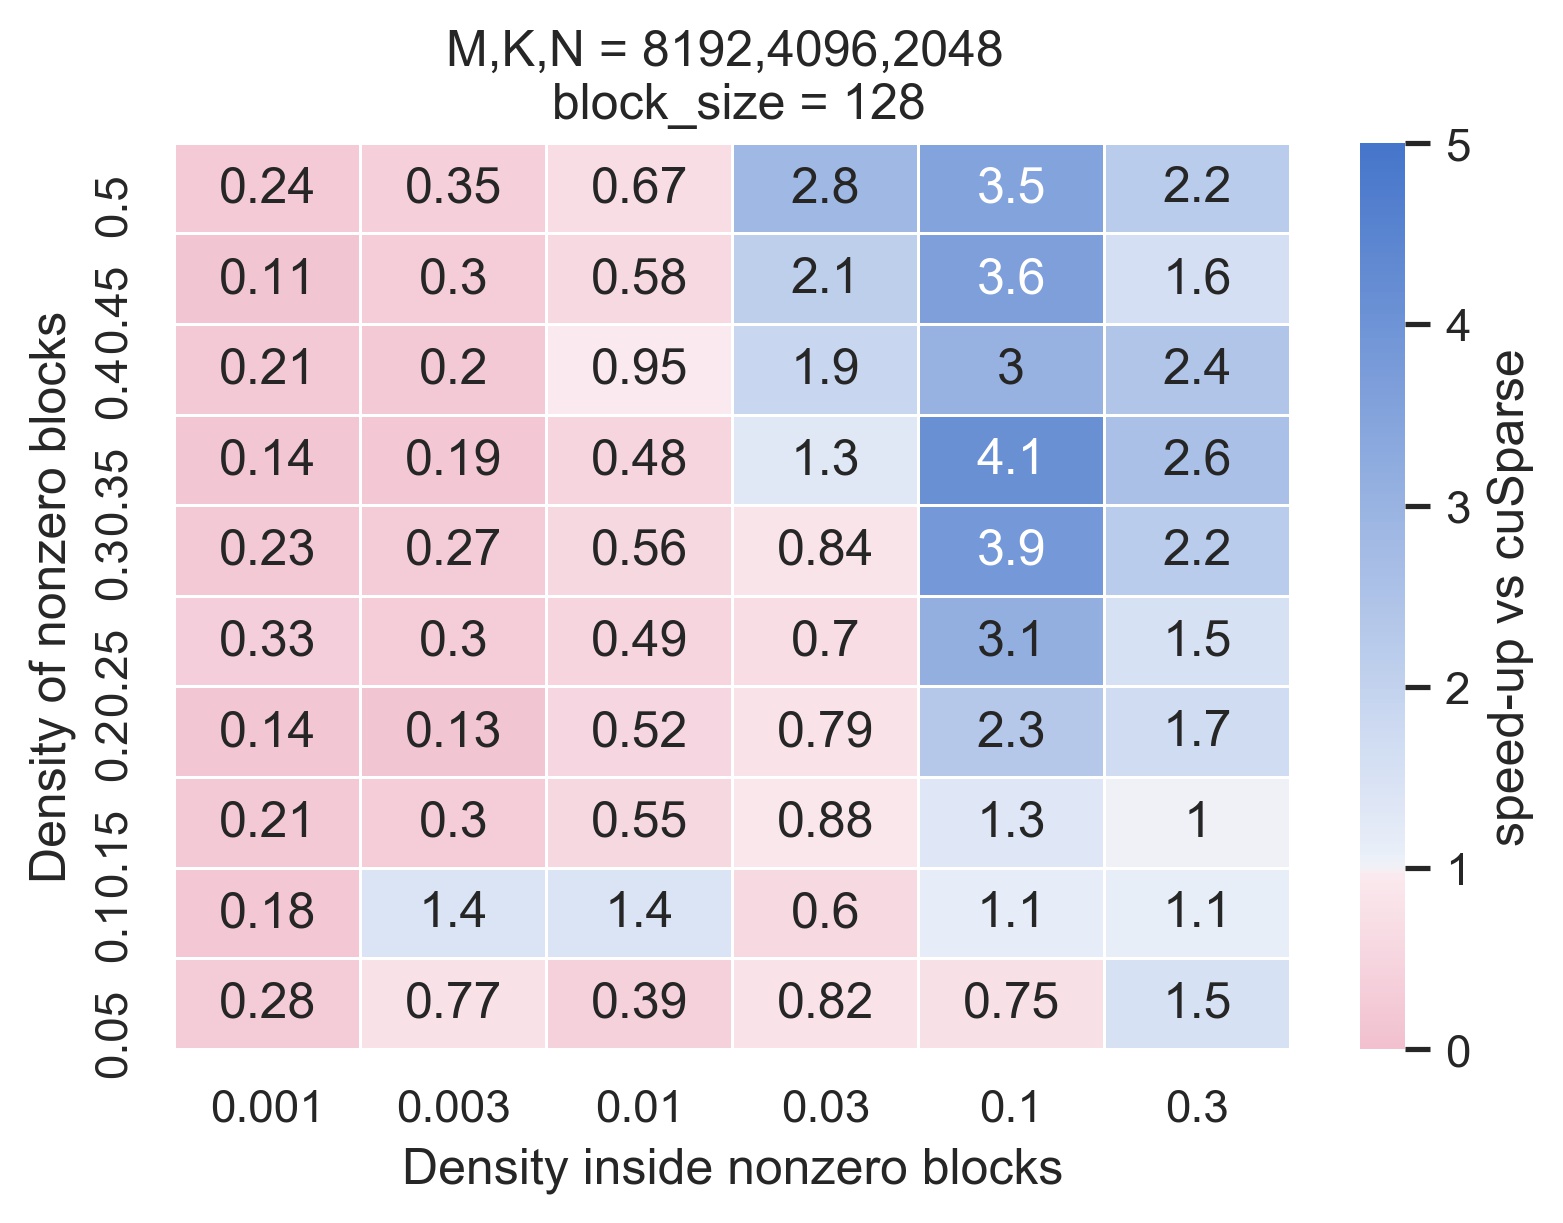 M,K,N = 8192,4096,2048
block_size = 128
Density of nonzero blocks
0.5 0.24 0.35 0.67 2.8 3.5 2.2
0.45 0.11 0.3 0.58 2.1 3.6 1.6
0.4 0.21 0.2 0.95 1.9 3 2.4
0.35 0.14 0.19 0.48 1.3 4.1 2.6
0.3 0.23 0.27 0.56 0.84 3.9 2.2
0.25 0.33 0.3 0.49 0.7 3.1 1.5
0.2 0.14 0.13 0.52 0.79 2.3 1.7
0.15 0.21 0.3 0.55 0.88 1.3 1
0.1 0.18 1.4 1.4 0.6 1.1 1.1
0.05 0.28 0.77 0.39 0.82 0.75 1.5
0.001 0.003 0.01 0.03 0.1 0.3
Density inside nonzero blocks
5
4
3
2
1
0
speed-up vs cuSparse